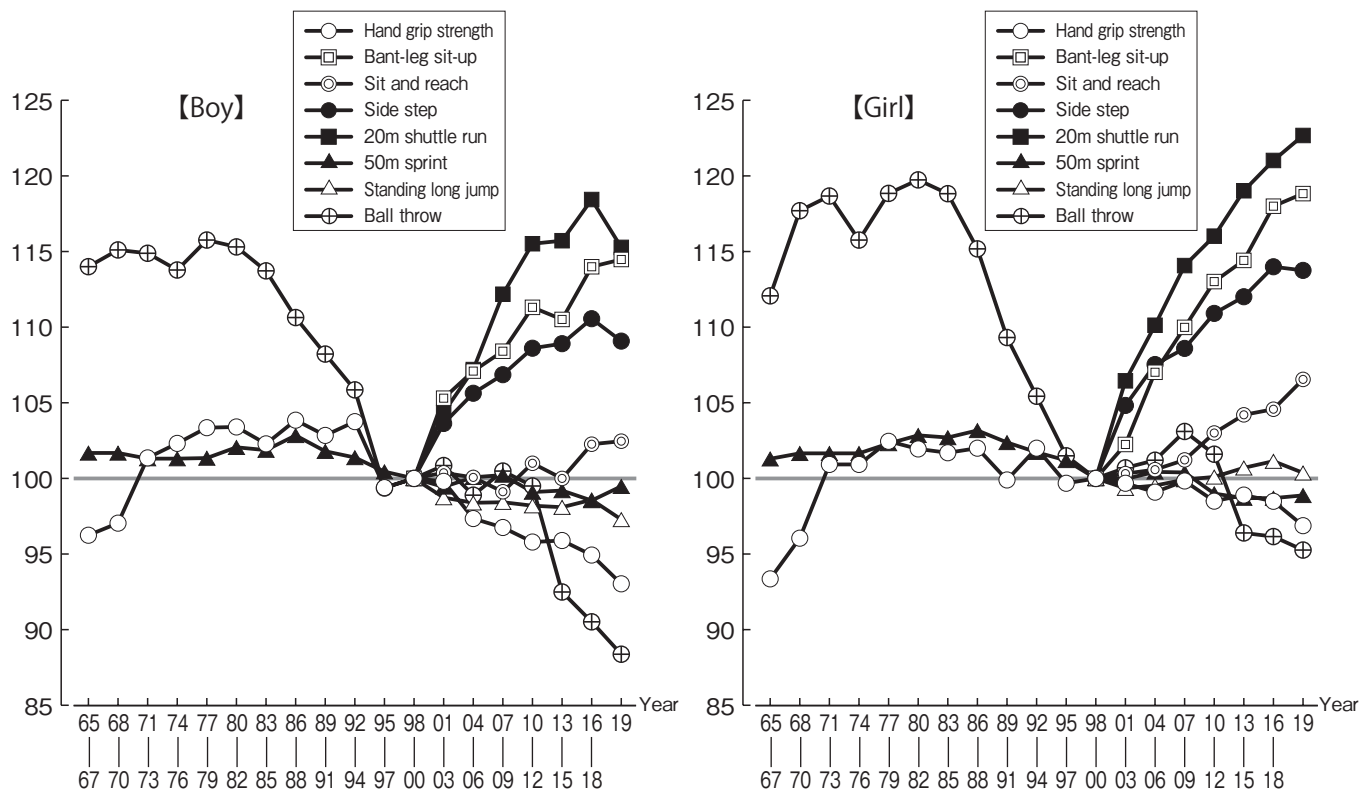 Hand grip strength
Bant-leg sit-up
Sit and reach
Side step
20m shuttle run
50m sprint
Standing long jump
Ball throw
【Boy】
125
120
115
110
105
100
95
90
85
65 68 71 74 77 80 83 86 89 92 95 98 01 04 07 10 13 16 19 Year
67 70 73 76 79 82 85 88 91 94 97 00 03 06 09 12 15 18
Hand grip strength
Bant-leg sit-up
Sit and reach
Side step
20m shuttle run
50m sprint
Standing long jump
Ball throw
【Girl】
125
120
115
110
105
100
95
90
85
65 68 71 74 77 80 83 86 89 92 95 98 01 04 07 10 13 16 19 Year
67 70 73 76 79 82 85 88 91 94 97 00 03 06 09 12 15 18